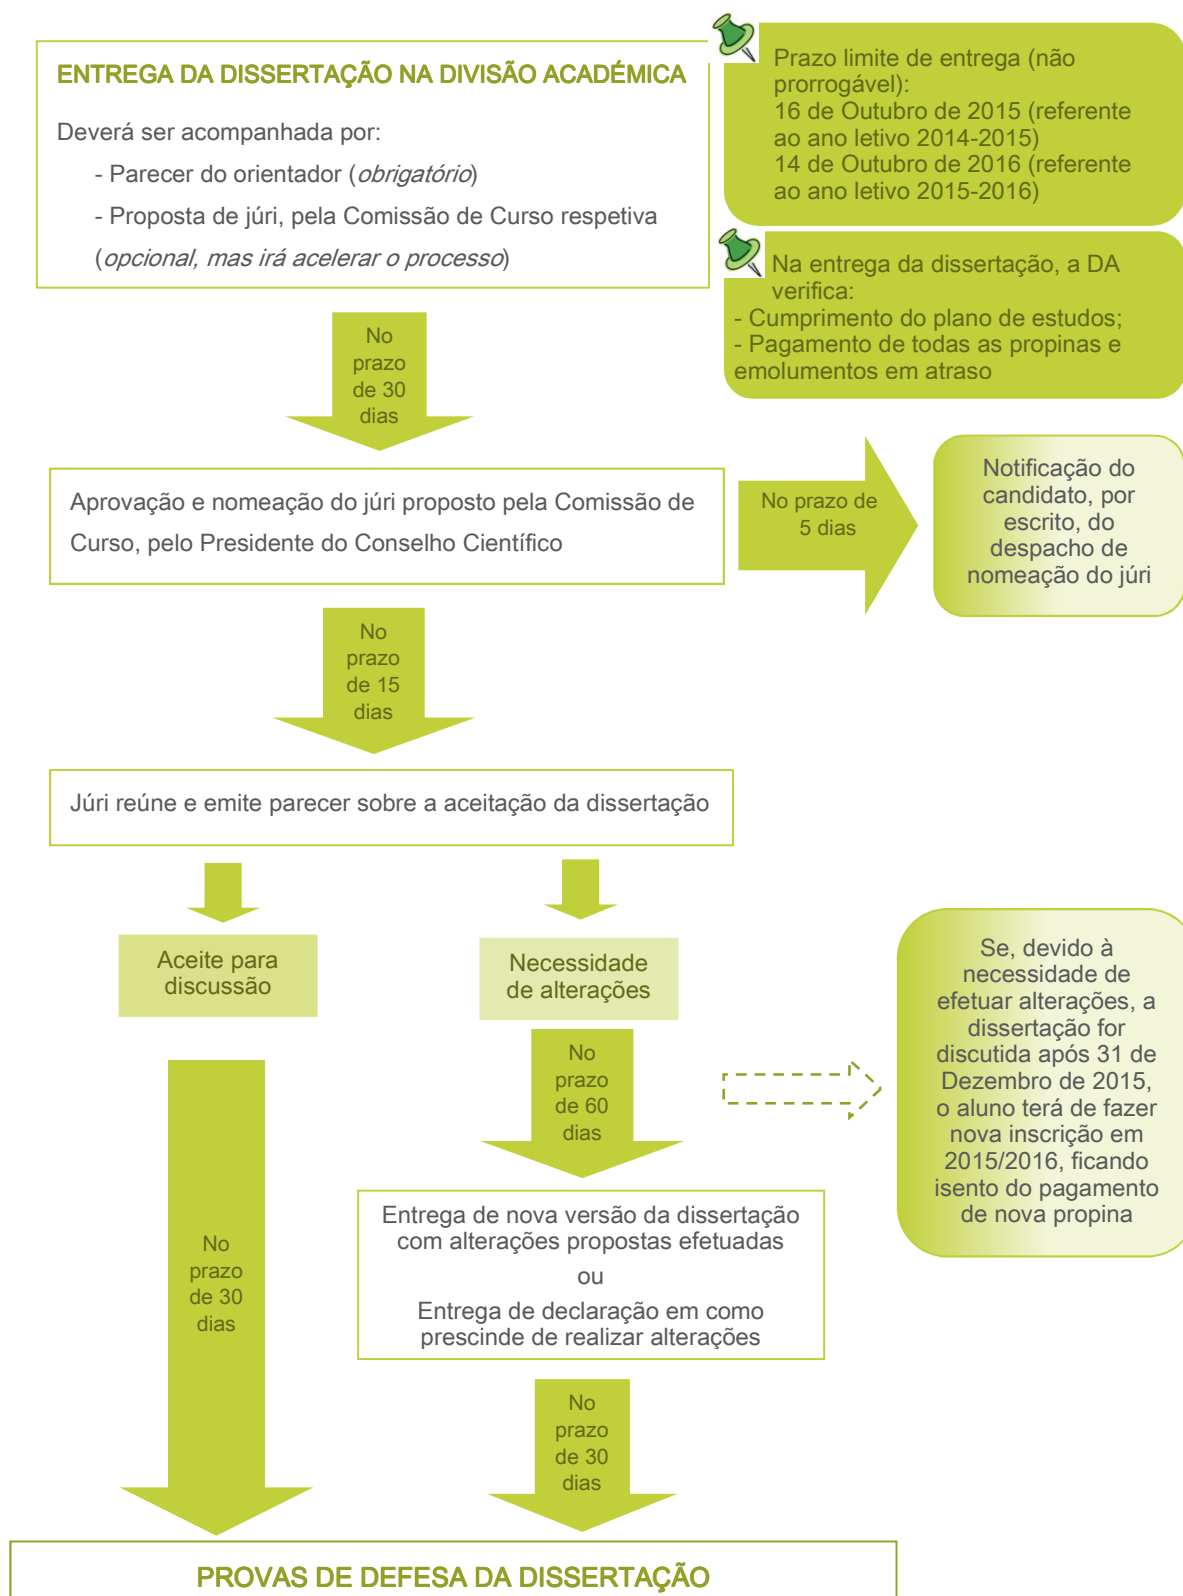 ENTREGA DA DISSERTAÇÃO NA DIVISÃO ACADÉMICA
Deverá ser acompanhada por:
- Parecer do orientador (obrigatório)
- Proposta de júri, pela Comissão de Curso respetiva
(opcional, mas irá acelerar o processo)
Prazo limite de entrega (não
prorrogável):
16 de Outubro de 2015 (referente
ao ano letivo 2014-2015)
14 de Outubro de 2016 (referente
ao ano letivo 2015-2016)
Na entrega da dissertação, a DA
verifica:
- Cumprimento do plano de estudos;
- Pagamento de todas as propinas e
emolumentos em atraso
No
prazo
de 30
dias
Aprovação e nomeação do júri proposto pela Comissão de
Curso, pelo Presidente do Conselho Científico
No prazo de
5 dias
Notificação do
candidato, por
escrito, do
despacho de
nomeação do júri
No
prazo
de 15
dias
Júri reúne e emite parecer sobre a aceitação da dissertação
Aceite para
discussão
Necessidade
de alterações
No
prazo
de 60
dias
Se, devido à
necessidade de
efetuar alterações, a
dissertação for
discutida após 31 de
Dezembro de 2015,
o aluno terá de fazer
nova inscrição em
2015/2016, ficando
isento do pagamento
de nova propina
Entrega de nova versão da dissertação
com alterações propostas efetuadas
ou
Entrega de declaração em como
prescinde de realizar alterações
No
prazo
de 30
dias
No
prazo
de 30
dias
PROVAS DE DEFESA DA DISSERTAÇÃO